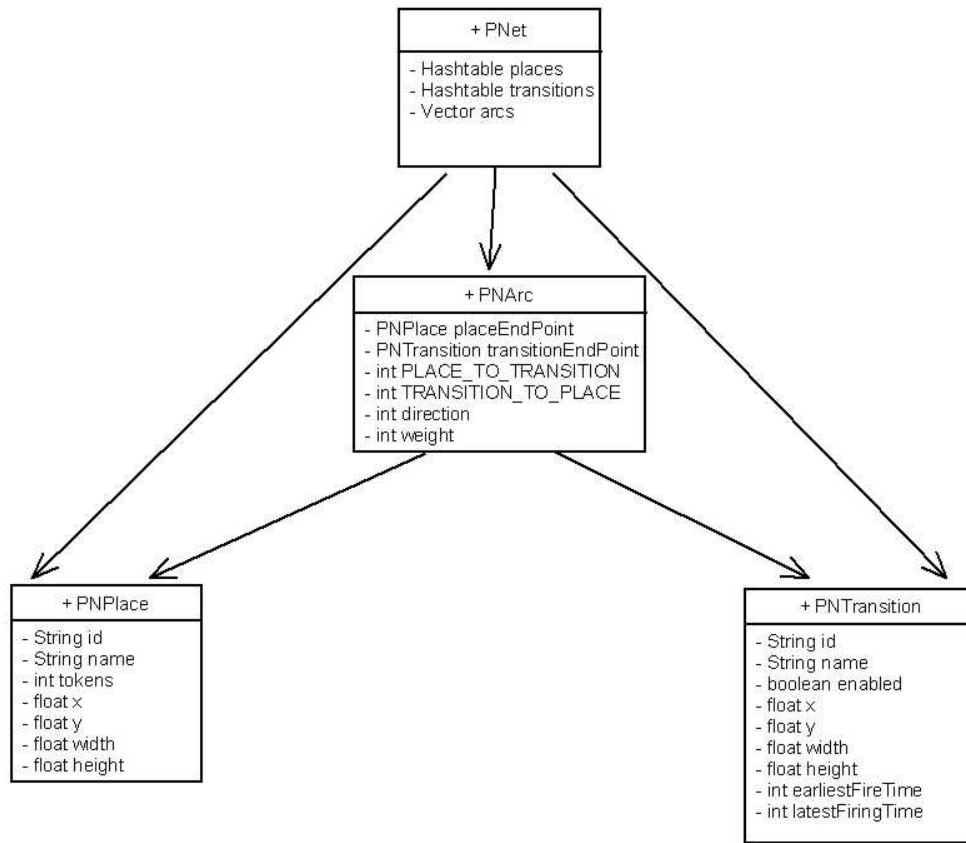 + PNet
- Hashtable places
- Hashtable transitions
- Vector arcs
+ PNArc
- PNPlace placeEndPoint
- PNTransition transitionEndPoint
- int PLACE_TO_TRANSITION
- int TRANSITION_TO_PLACE
- int direction
- int weight
+ PNPlace
- String id
- String name
- int tokens
- float x
- float y
- float width
- float height
+ PNTransition
- String id
- String name
- boolean enabled
- float x
- float y
- float width
- float height
- int earliestFireTime
- int latestFiringTime